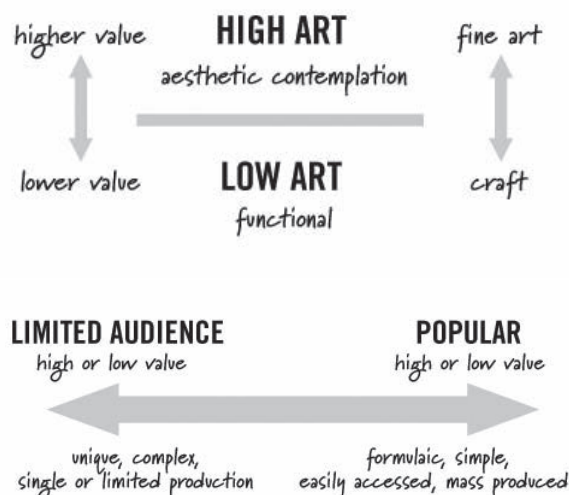 higher value
HIGH ART
fine art
aesthetic contemplation
lower value
LOW ART
craft
functional
LIMITED AUDIENCE
POPULAR
high or low value
high or low value
unique, complex,
single or limited production
formulaic, simple,
easily accessed, mass produced